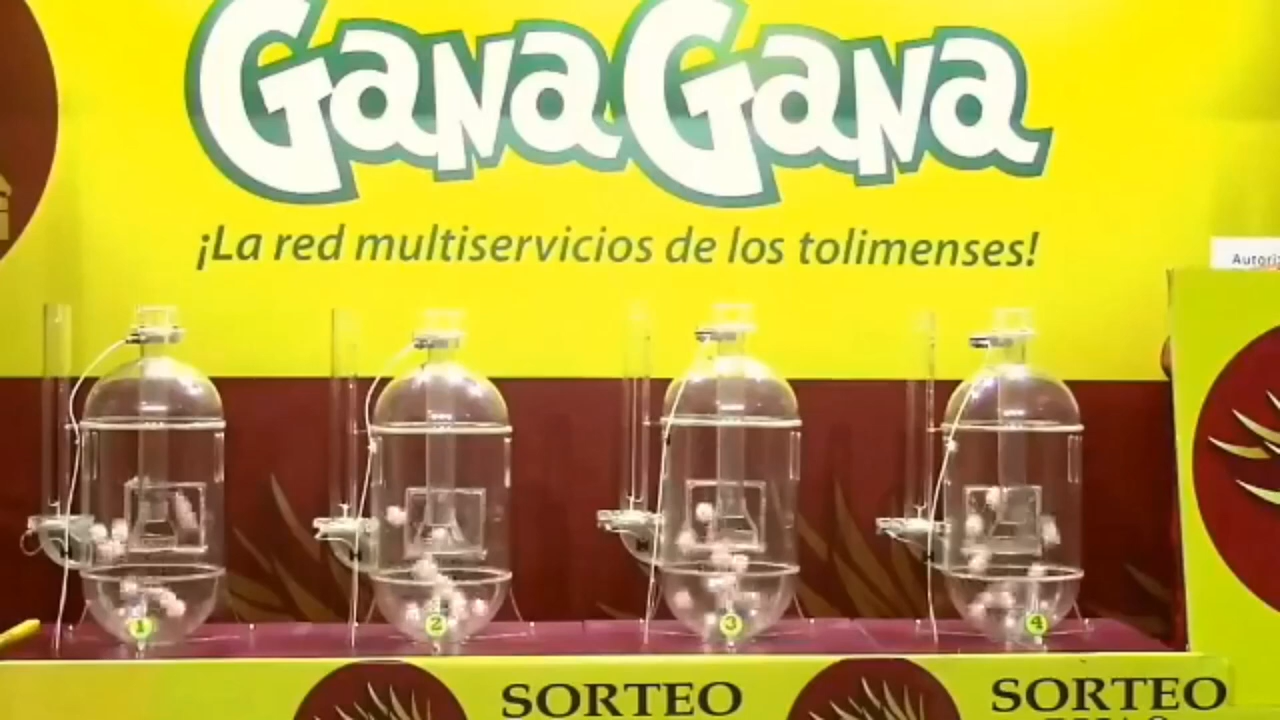 GANAGANA
¡La red multiservicios de los tolimenses!
1
2
3
4
SORTEO
SORTEO